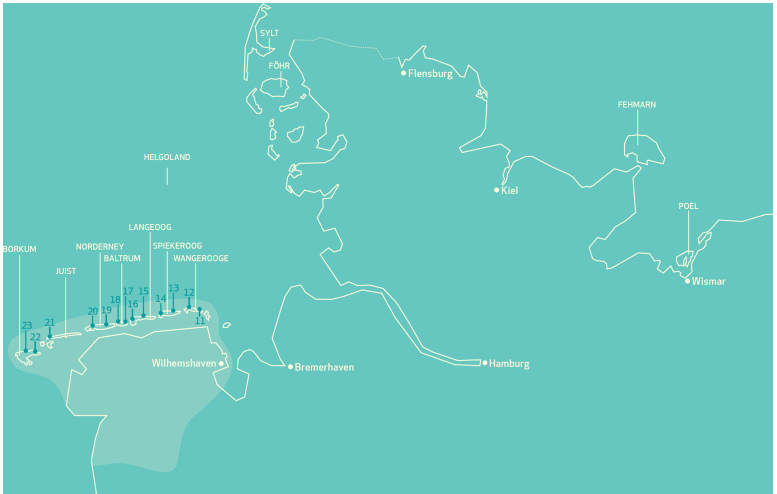 SYLT
FÖHR
Flensburg
FEHMARN
HELGOLAND
Kiel
POEL
LANGEOOG
NORDERNEY
SPIEKEROOG
BORKUM
BALTRUM
WANGEROOGE
JUIST
Wismar
17
15
12
13
18
14
16
11
20
19
21
23
22
Wilhemshaven
Bremerhaven
Hamburg